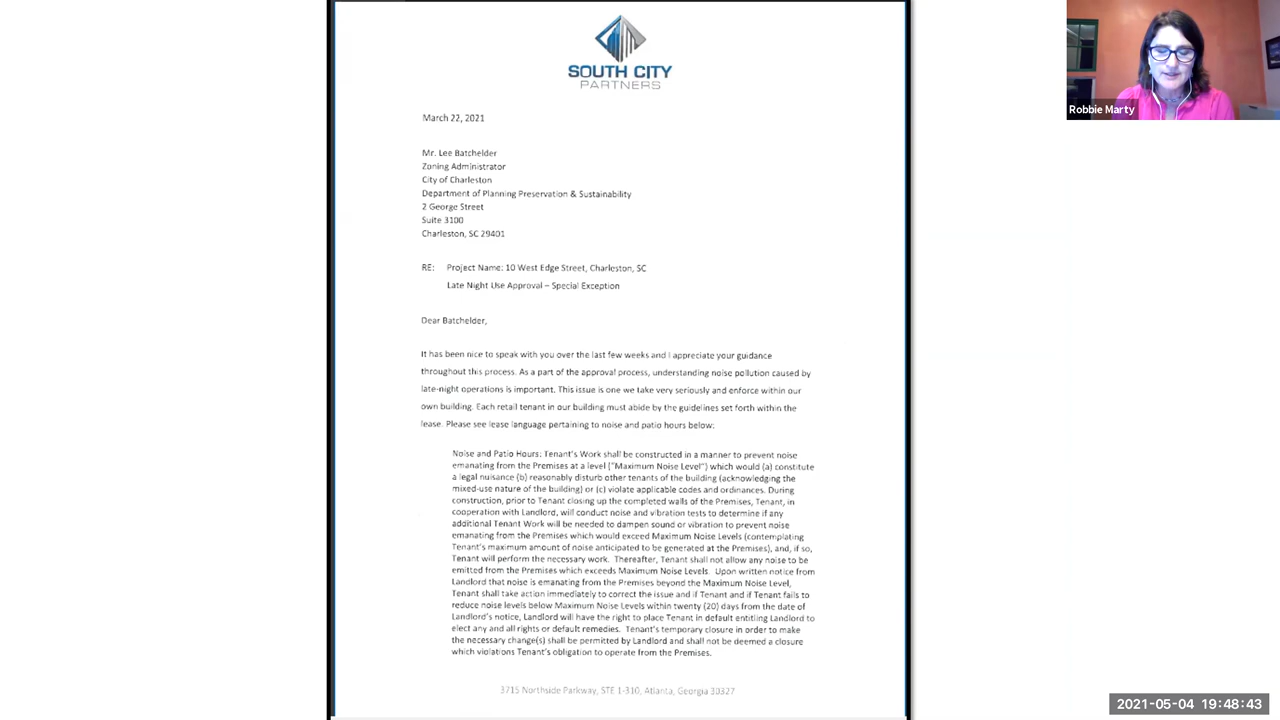 SOUTH CITY
PARTNERS
March 22, 2021
Mr. Lee Batchelder
Zoning Administrator
City of Charleston
Department of Planning Preservation & Sustainability
2 George Street
Suite 3100
Charleston, SC 29401
RE: Project Name: 10 West Edge Street, Charleston, SC
Late Night Use Approval – Special Exception
Dear Batchelder,
It has been nice to speak with you over the last few weeks and I appreciate your guidance
throughout this process. As a part of the approval process, understanding noise pollution caused by
late-night operations is important. This issue is one we take very seriously and enforce within our
own building. Each retail tenant in our building must abide by the guidelines set forth within the
lease. Please see lease language pertaining to noise and patio hours below:
Noise and Patio Hours: Tenant's Work shall be constructed in a manner to prevent noise
emanating from the Premises at a level ("Maximum Noise Level") which would (a) constitute
a legal nuisance (b) reasonably disturb other tenants of the building (acknowledging the
mixed-use nature of the building) or (c) violate applicable codes and ordinances. During
construction, prior to Tenant closing up the completed walls of the Premises, Tenant, in
cooperation with Landlord, will conduct noise and vibration tests to determine if any
additional Tenant Work will be needed to dampen sound or vibration to prevent noise
emanating from the Premises which would exceed Maximum Noise Levels (contemplating
Tenant's maximum amount of noise anticipated to be generated at the Premises), and, if so,
Tenant will perform the necessary work. Thereafter, Tenant shall not allow any noise to be
emitted from the Premises which exceeds Maximum Noise Levels. Upon written notice from
Landlord that noise is emanating from the Premises beyond the Maximum Noise Level,
Tenant shall take action immediately to correct the issue and if Tenant and if Tenant fails to
reduce noise levels below Maximum Noise Levels within twenty (20) days from the date of
Landlord's notice, Landlord will have the right to place Tenant in default entitling Landlord to
elect any and all rights or default remedies. Tenant's temporary closure in order to make
the necessary change(s) shall be permitted by Landlord and shall not be deemed a closure
which violations Tenant's obligation to operate from the Premises.
3715 Northside Parkway, STE 1-310, Atlanta, Georgia 30327
Robbie Marty
2021-05-04 19:48:43